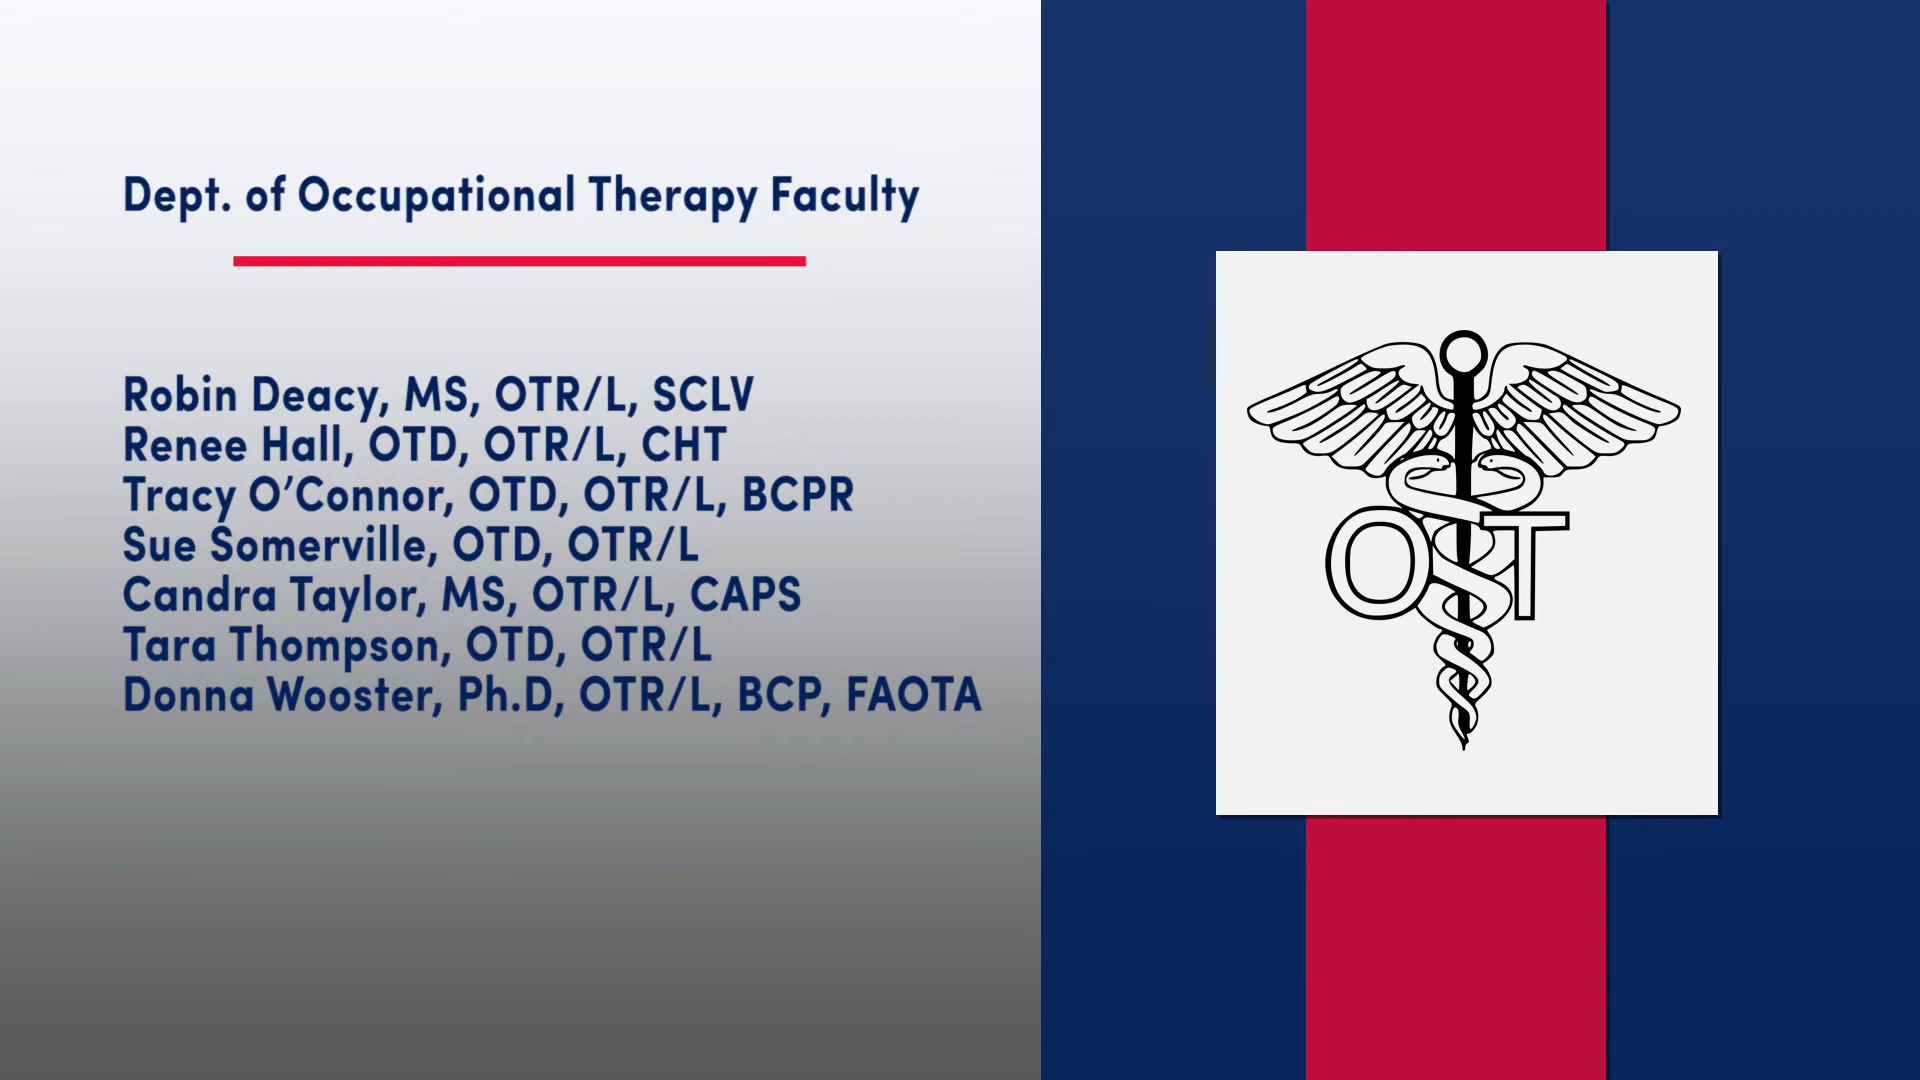 Dept. of Occupational Therapy Faculty
Robin Deacy, MS, OTR/L, SCLV
Renee Hall, OTD, OTR/L, CHT
Tracy O’Connor, OTD, OTR/L, BCPR
Sue Somerville, OTD, OTR/L
Candra Taylor, MS, OTR/L, CAPS
Tara Thompson, OTD, OTR/L
Donna Wooster, Ph.D, OTR/L, BCP, FAOTA
OT